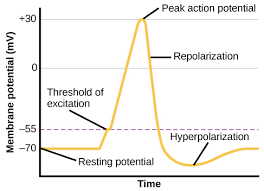 Peak action potential
+30
Repolarization
0
Threshold of
excitation
Hyperpolarization
−55
−70
Resting potential
Membrane potential (mV)
Time